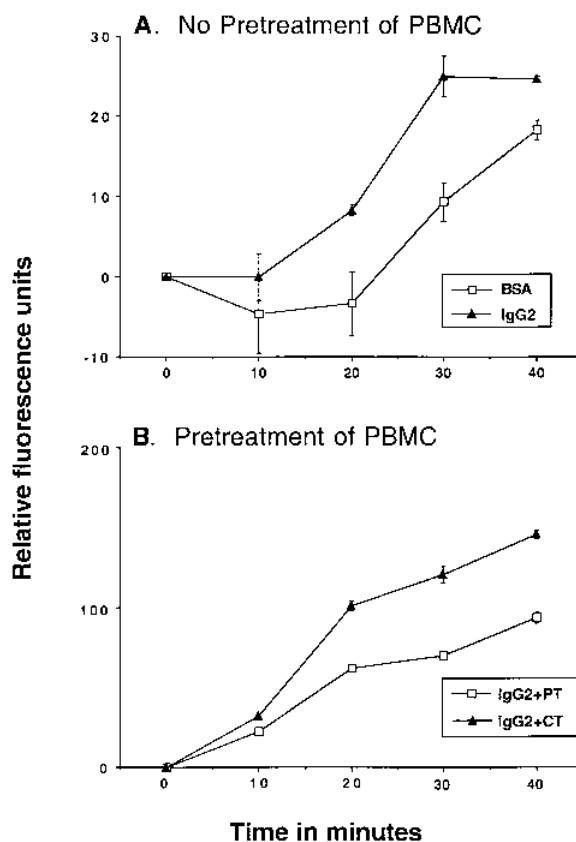 A. No Pretreatment of PBMC
30
20
10
0
-10
BSA
IgG2
0 10 20 30 40
B. Pretreatment of PBMC
200
100
0
IgG2+PT
IgG2+CT
0 10 20 30 40
Relative fluorescence units
Time in minutes